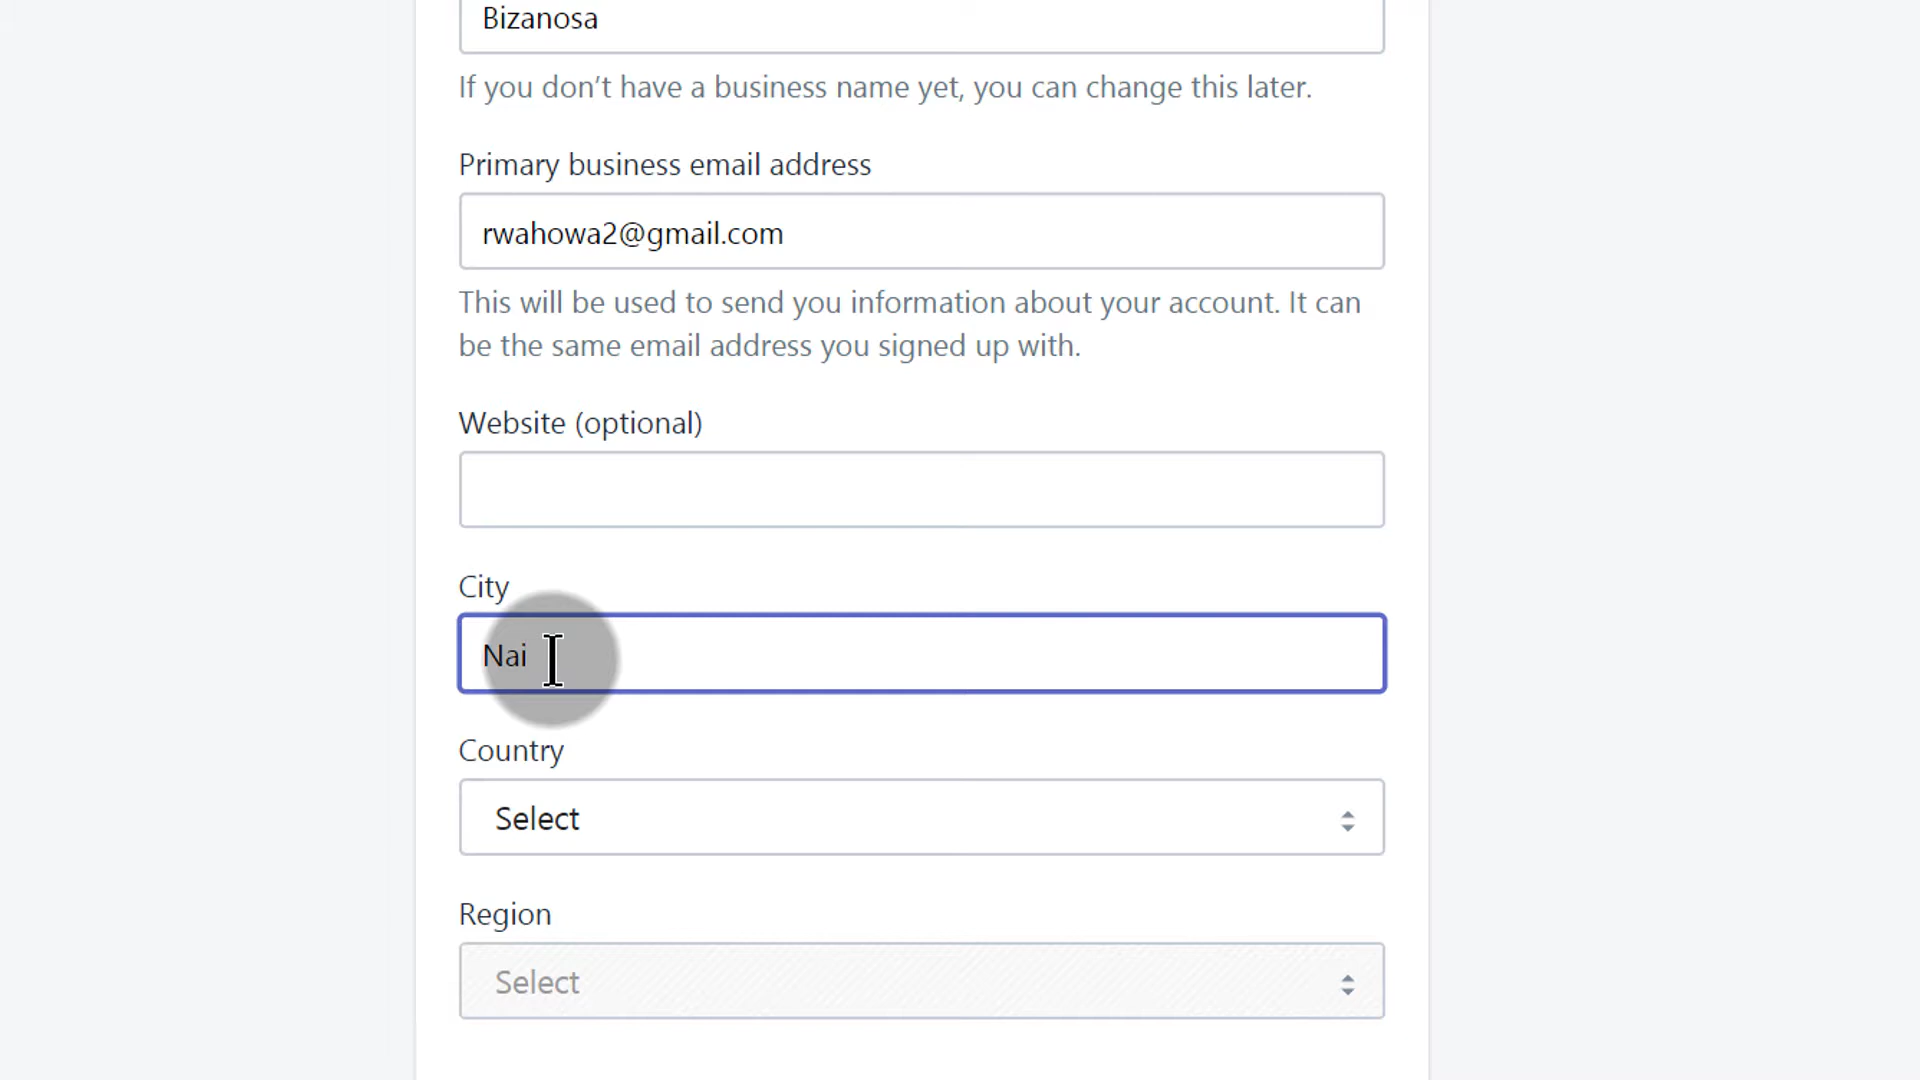 Bizanosa
If you don’t have a business name yet, you can change this later.
Primary business email address
rwahowa2@gmail.com
This will be used to send you information about your account. It can
be the same email address you signed up with.
Website (optional)
City
Nai
Country
Select
Region
Select